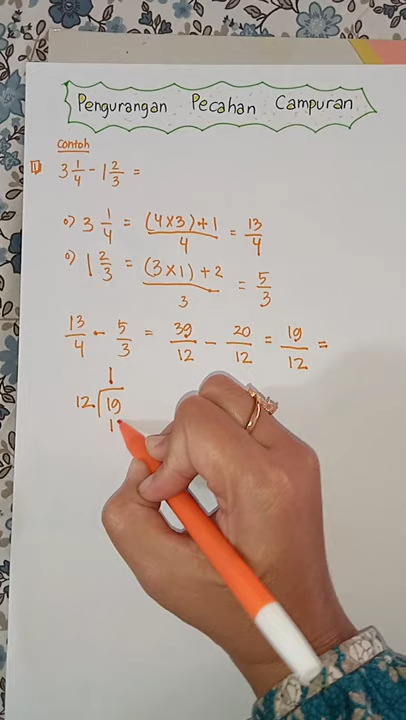 Pengurangan Pecahan Campuran
Contoh
1 3 1/4 - 1 2/3 =
o) 3 1/4 = (4x3)+1/4 = 13/4
o) 1 2/3 = (3x1)+2/3 = 5/3
13/4 - 5/3 = 39/12 - 20/12 = 19/12 =
1
12 19
1